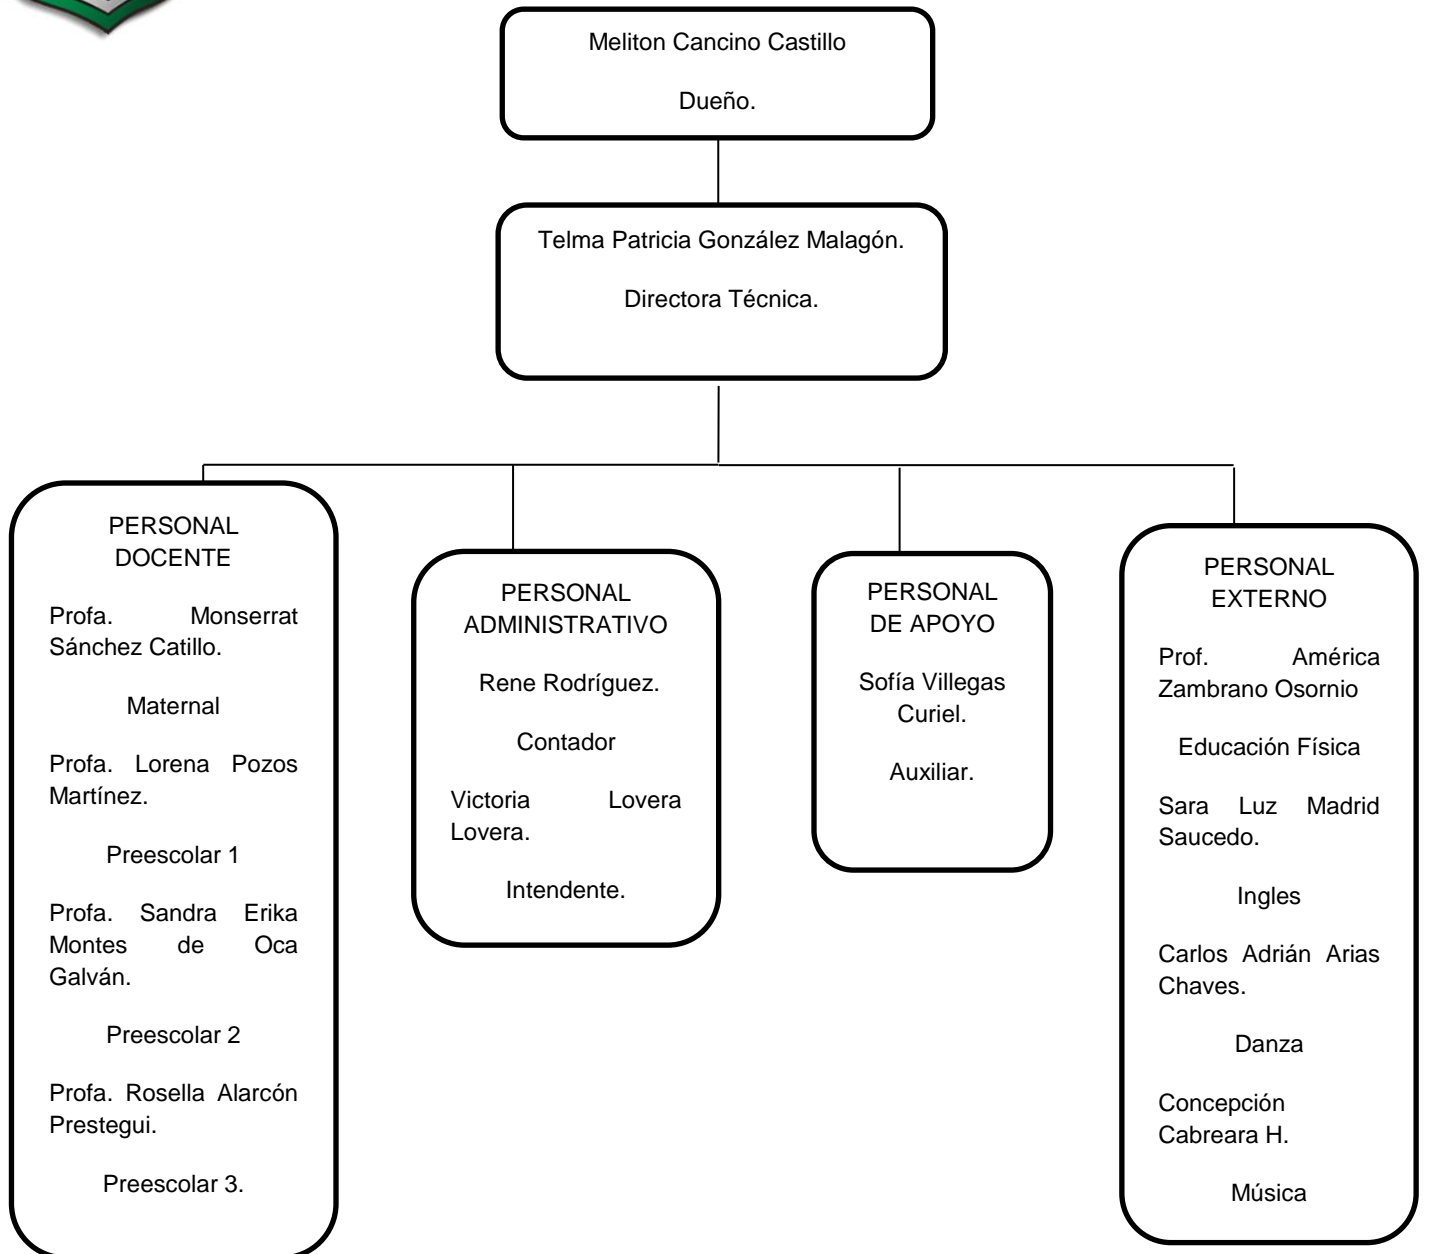 Meliton Cancino Castillo
Dueño.
Telma Patricia González Malagón.
Directora Técnica.
PERSONAL
DOCENTE
Profa. Monserrat
Sánchez Catillo.
Maternal
Profa. Lorena Pozos
Martínez.
Preescolar 1
Profa. Sandra Erika
Montes de Oca
Galván.
Preescolar 2
Profa. Rosella Alarcón
Prestegui.
Preescolar 3.
PERSONAL
ADMINISTRATIVO
Rene Rodríguez.
Contador
Victoria Lovera
Lovera.
Intendente.
PERSONAL
DE APOYO
Sofía Villegas
Curiel.
Auxiliar.
PERSONAL
EXTERNO
Prof. América
Zambrano Osornio
Educación Física
Sara Luz Madrid
Saucedo.
Ingles
Carlos Adrián Arias
Chaves.
Danza
Concepción
Cabreara H.
Música